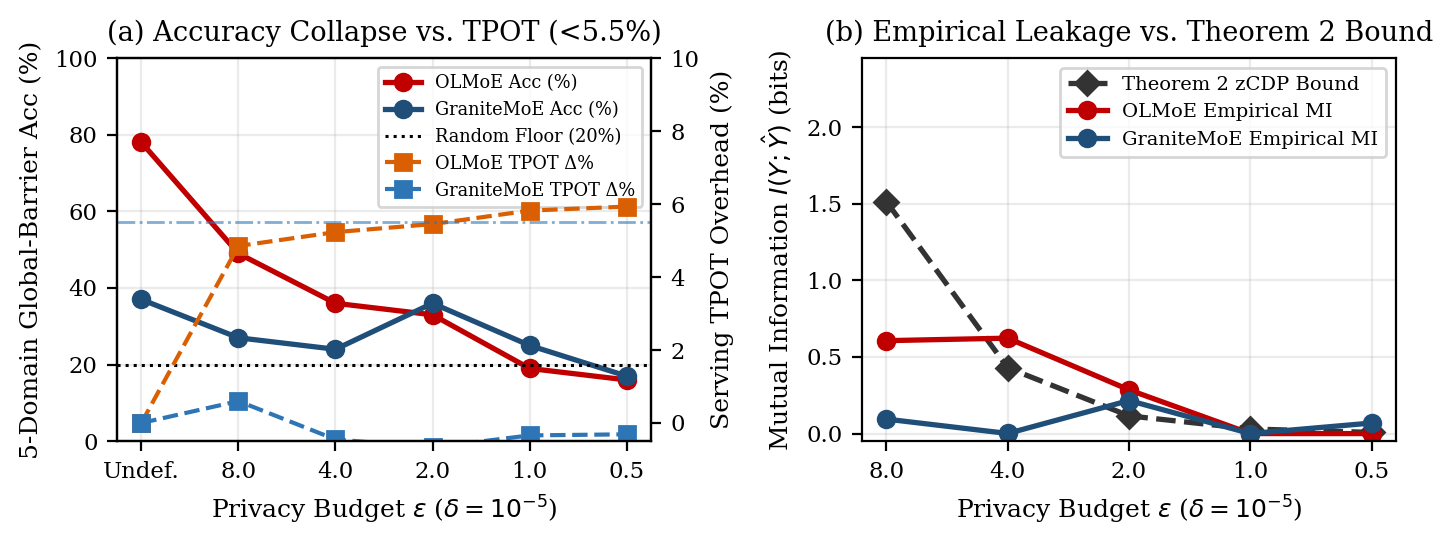 (a) Accuracy Collapse vs. TPOT (<5.5%)
5-Domain Global-Barrier Acc (%)
100
80
60
40
20
0
OLMoE Acc (%)
GraniteMoE Acc (%)
Random Floor (20%)
OLMoE TPOT Δ%
GraniteMoE TPOT Δ%
10
8
6
4
2
0
Serving TPOT Overhead (%)
Undef.
8.0
4.0
2.0
1.0
0.5
Privacy Budget ε (δ = 10⁻⁵)
(b) Empirical Leakage vs. Theorem 2 Bound
Mutual Information I(Y; Ŷ) (bits)
2.0
1.5
1.0
0.5
0.0
Theorem 2 zCDP Bound
OLMoE Empirical MI
GraniteMoE Empirical MI
8.0
4.0
2.0
1.0
0.5
Privacy Budget ε (δ = 10⁻⁵)